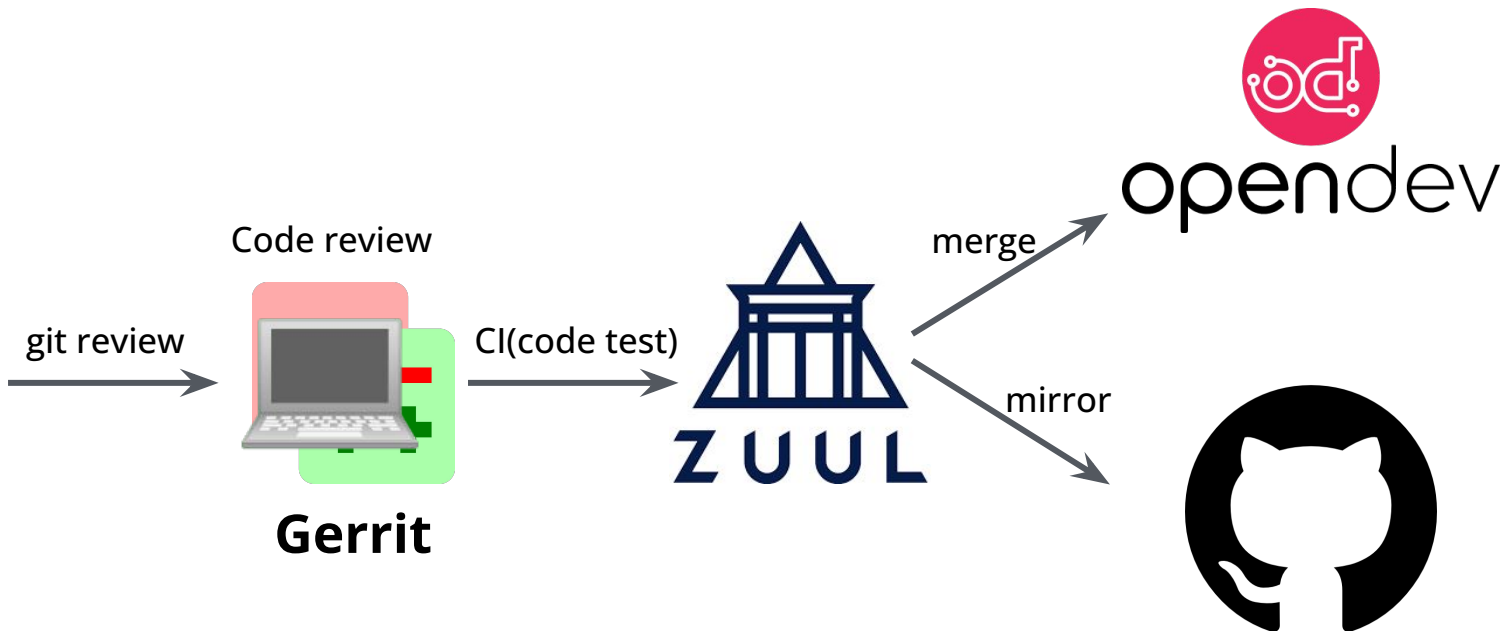 opendev
Code review
merge
git review
CI(code test)
mirror
ZUUL
Gerrit